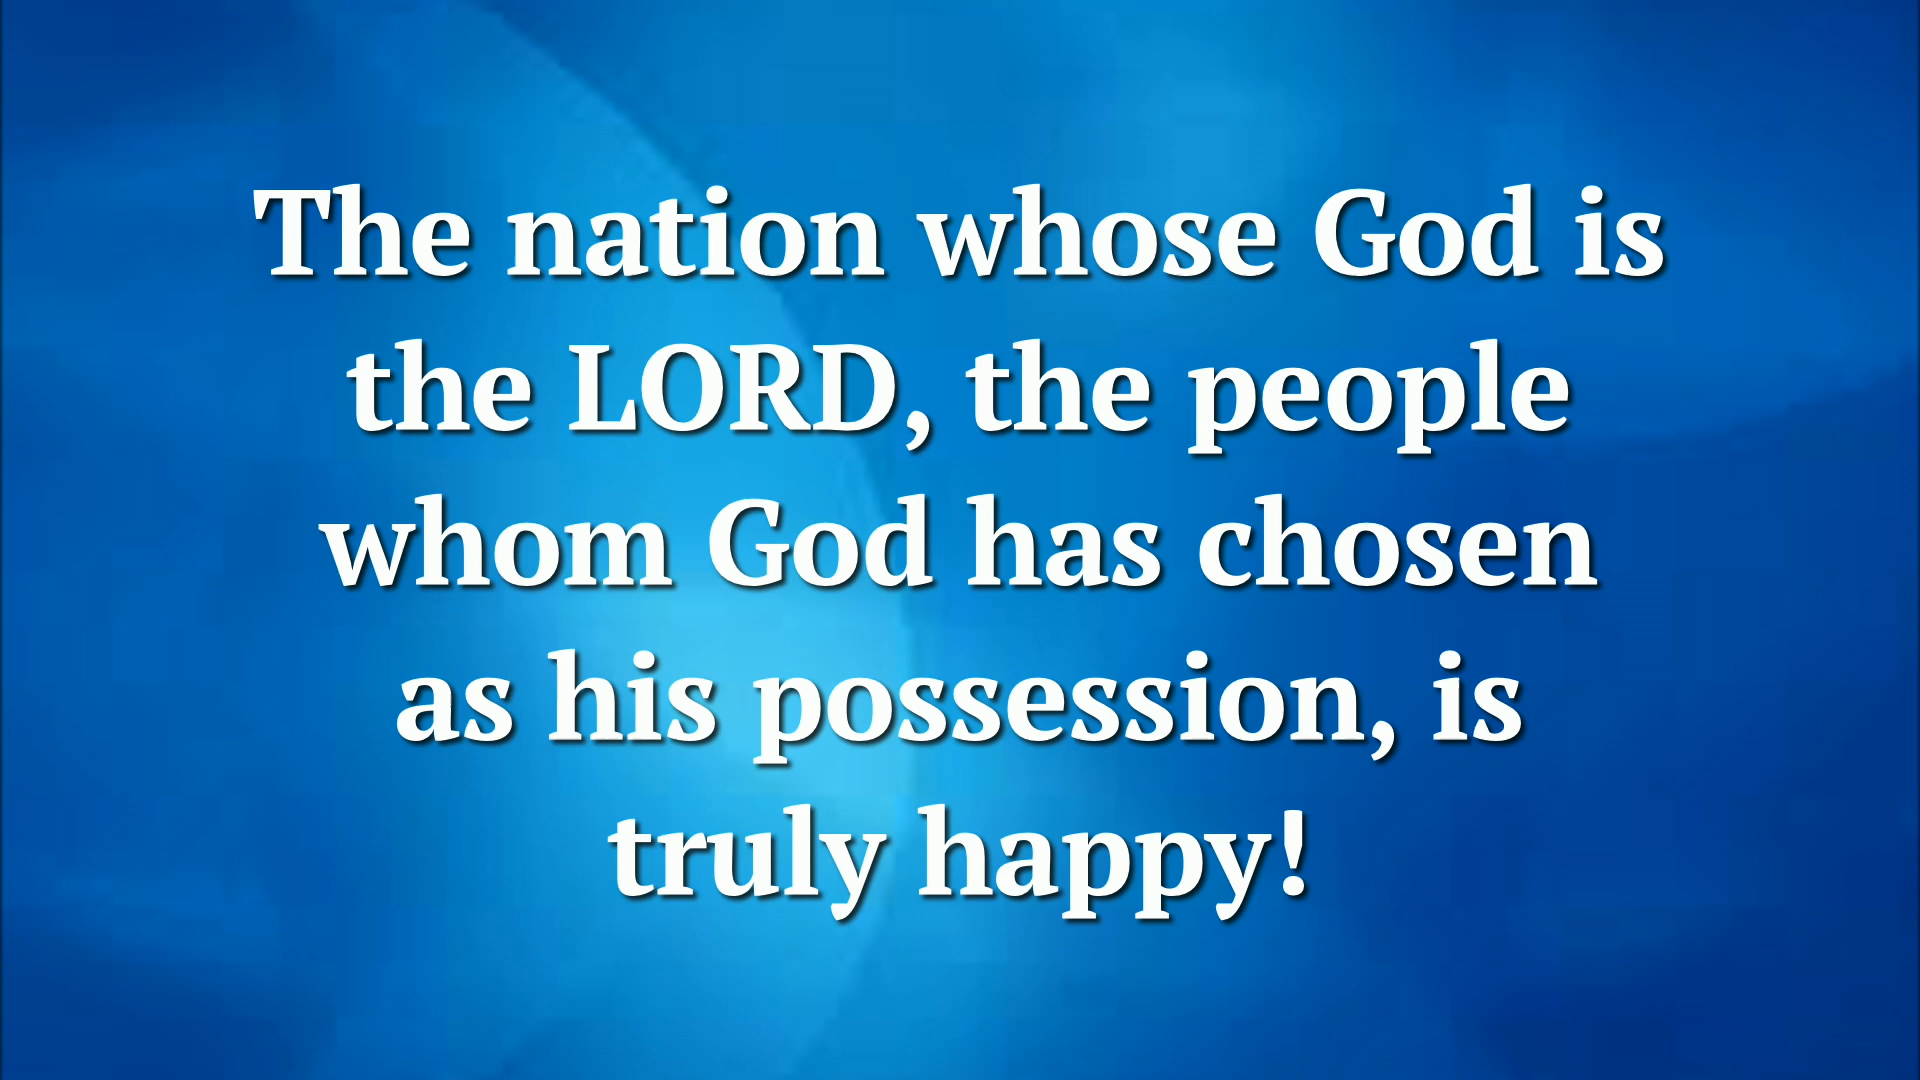 The nation whose God is
the LORD, the people
whom God has chosen
as his possession, is
truly happy!